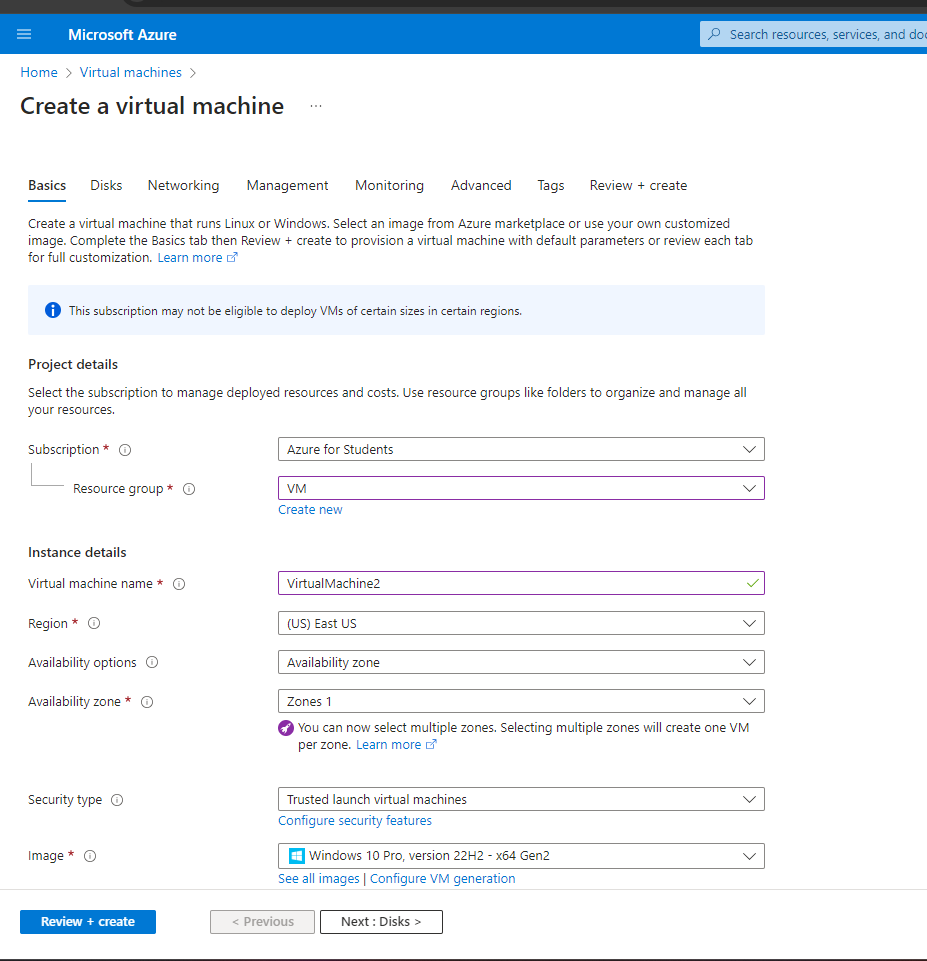 Microsoft Azure
Search resources, services, and doc
Home > Virtual machines >
Create a virtual machine ...
Basics Disks Networking Management Monitoring Advanced Tags Review + create
Create a virtual machine that runs Linux or Windows. Select an image from Azure marketplace or use your own customized
image. Complete the Basics tab then Review + create to provision a virtual machine with default parameters or review each tab
for full customization. Learn more
This subscription may not be eligible to deploy VMs of certain sizes in certain regions.
Project details
Select the subscription to manage deployed resources and costs. Use resource groups like folders to organize and manage all
your resources.
Subscription * Azure for Students
Resource group * VM
Create new
Instance details
Virtual machine name * VirtualMachine2
Region * (US) East US
Availability options Availability zone
Availability zone * Zones 1
You can now select multiple zones. Selecting multiple zones will create one VM
per zone. Learn more
Security type Trusted launch virtual machines
Configure security features
Image * Windows 10 Pro, version 22H2 - x64 Gen2
See all images | Configure VM generation
Review + create < Previous Next : Disks >